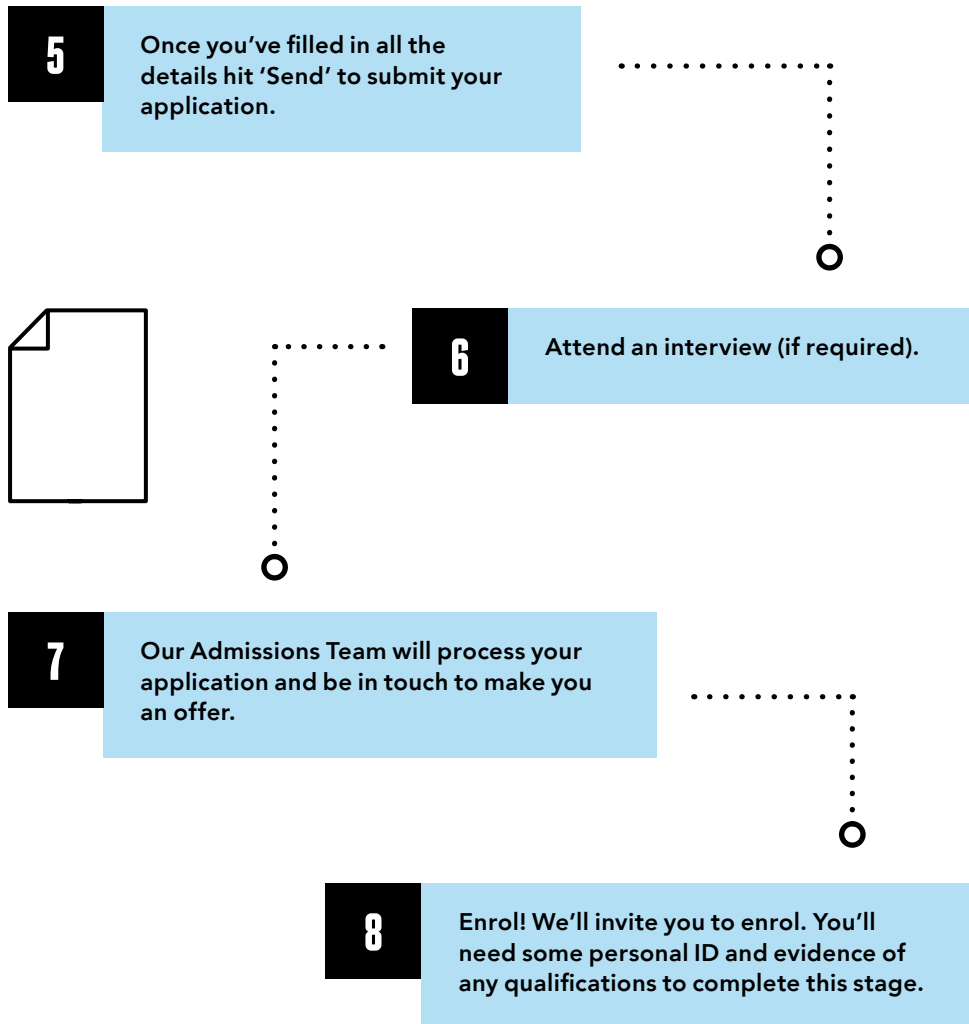 5
Once you’ve filled in all the
details hit ‘Send’ to submit your
application.
6
Attend an interview (if required).
7
Our Admissions Team will process your
application and be in touch to make you
an offer.
8
Enrol! We’ll invite you to enrol. You’ll
need some personal ID and evidence of
any qualifications to complete this stage.